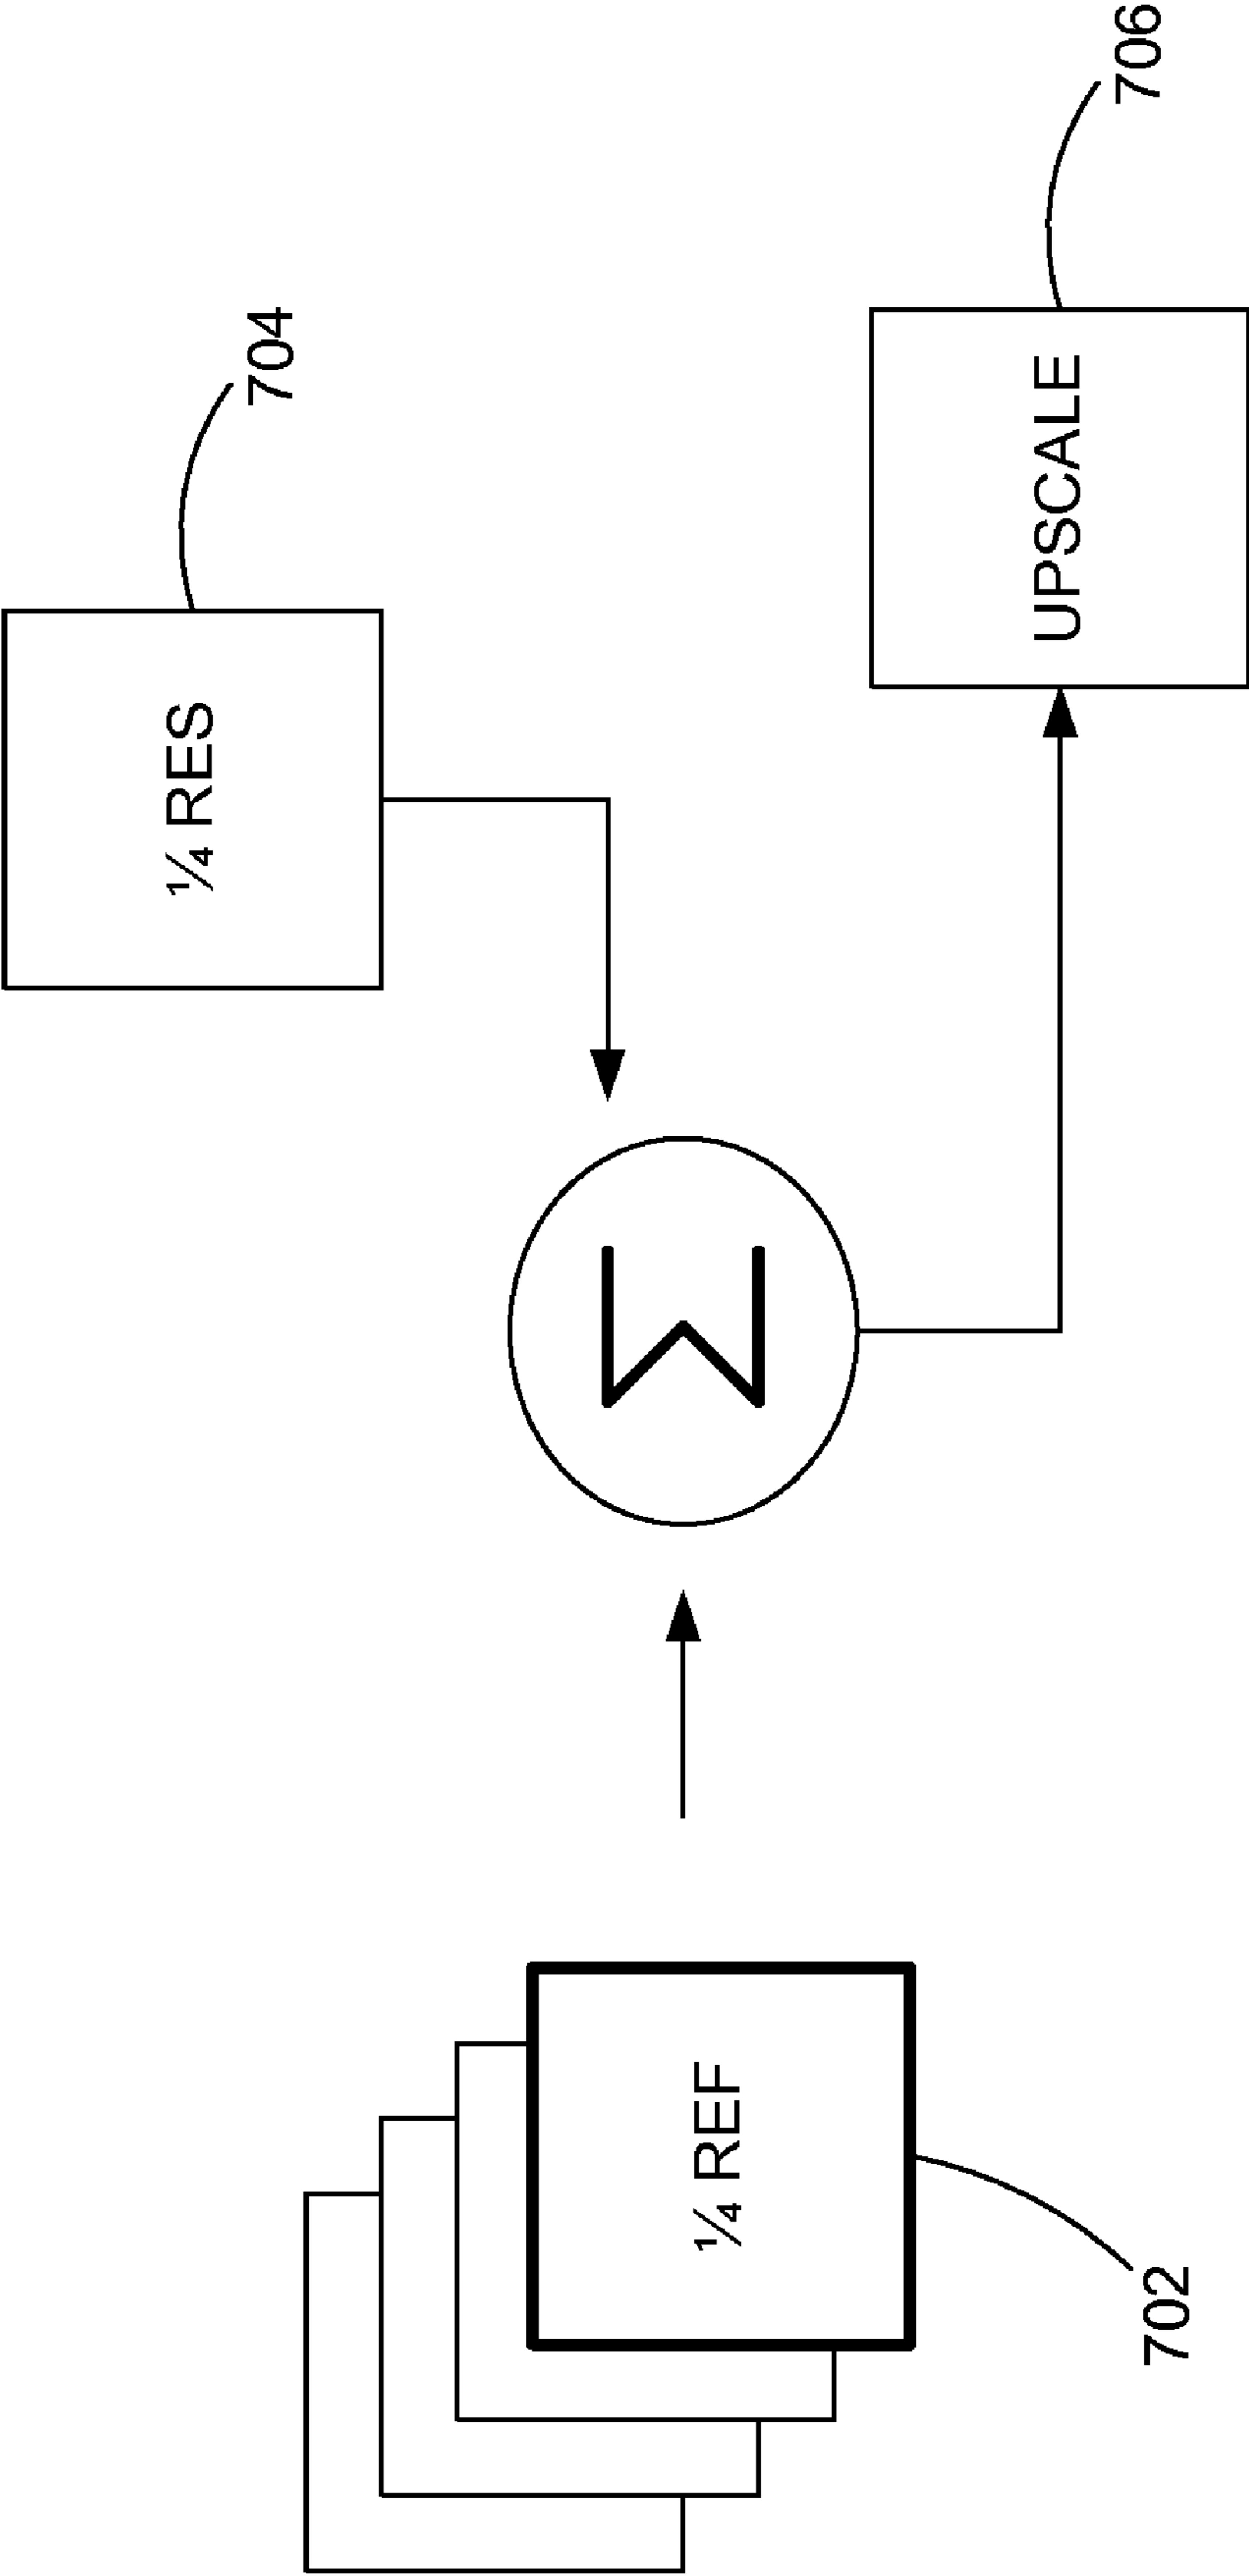 ¼ RES
704
¼ REF
702
Σ
UPSCALE
706